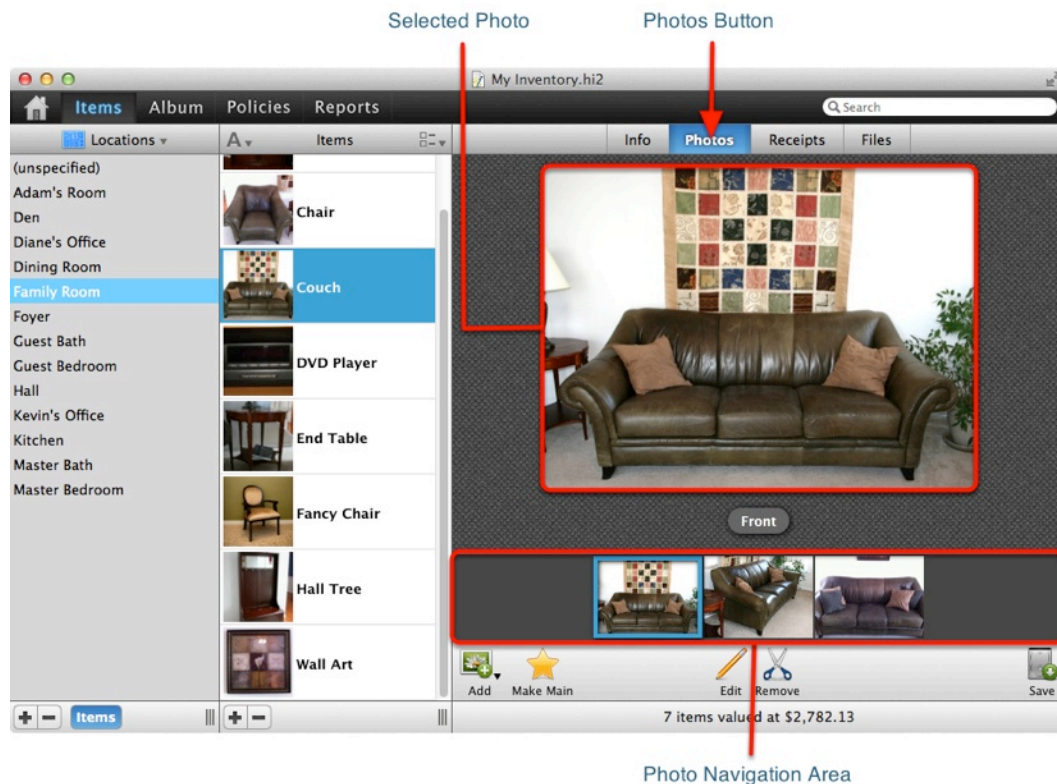 Selected Photo
Photos Button
My Inventory.hi2
Items
Album
Policies
Reports
Search
Locations
A
Items
Info
Photos
Receipts
Files
(unspecified)
Adam's Room
Den
Diane's Office
Dining Room
Family Room
Foyer
Guest Bath
Guest Bedroom
Hall
Kevin's Office
Kitchen
Master Bath
Master Bedroom
Chair
Couch
DVD Player
End Table
Fancy Chair
Hall Tree
Wall Art
Front
Add
Make Main
Edit
Remove
Save
Items
7 items valued at $2,782.13
Photo Navigation Area